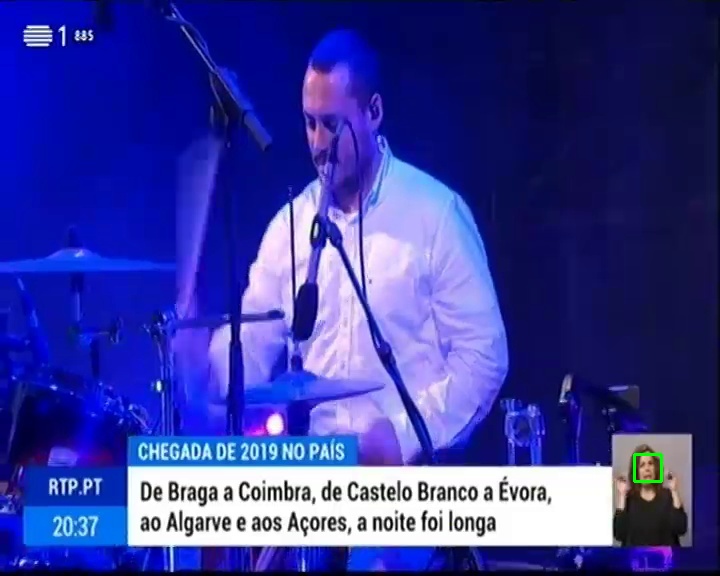 1 885
CHEGADA DE 2019 NO PAÍS
RTP.PT
De Braga a Coimbra, de Castelo Branco a Évora,
20:37
ao Algarve e aos Açores, a noite foi longa